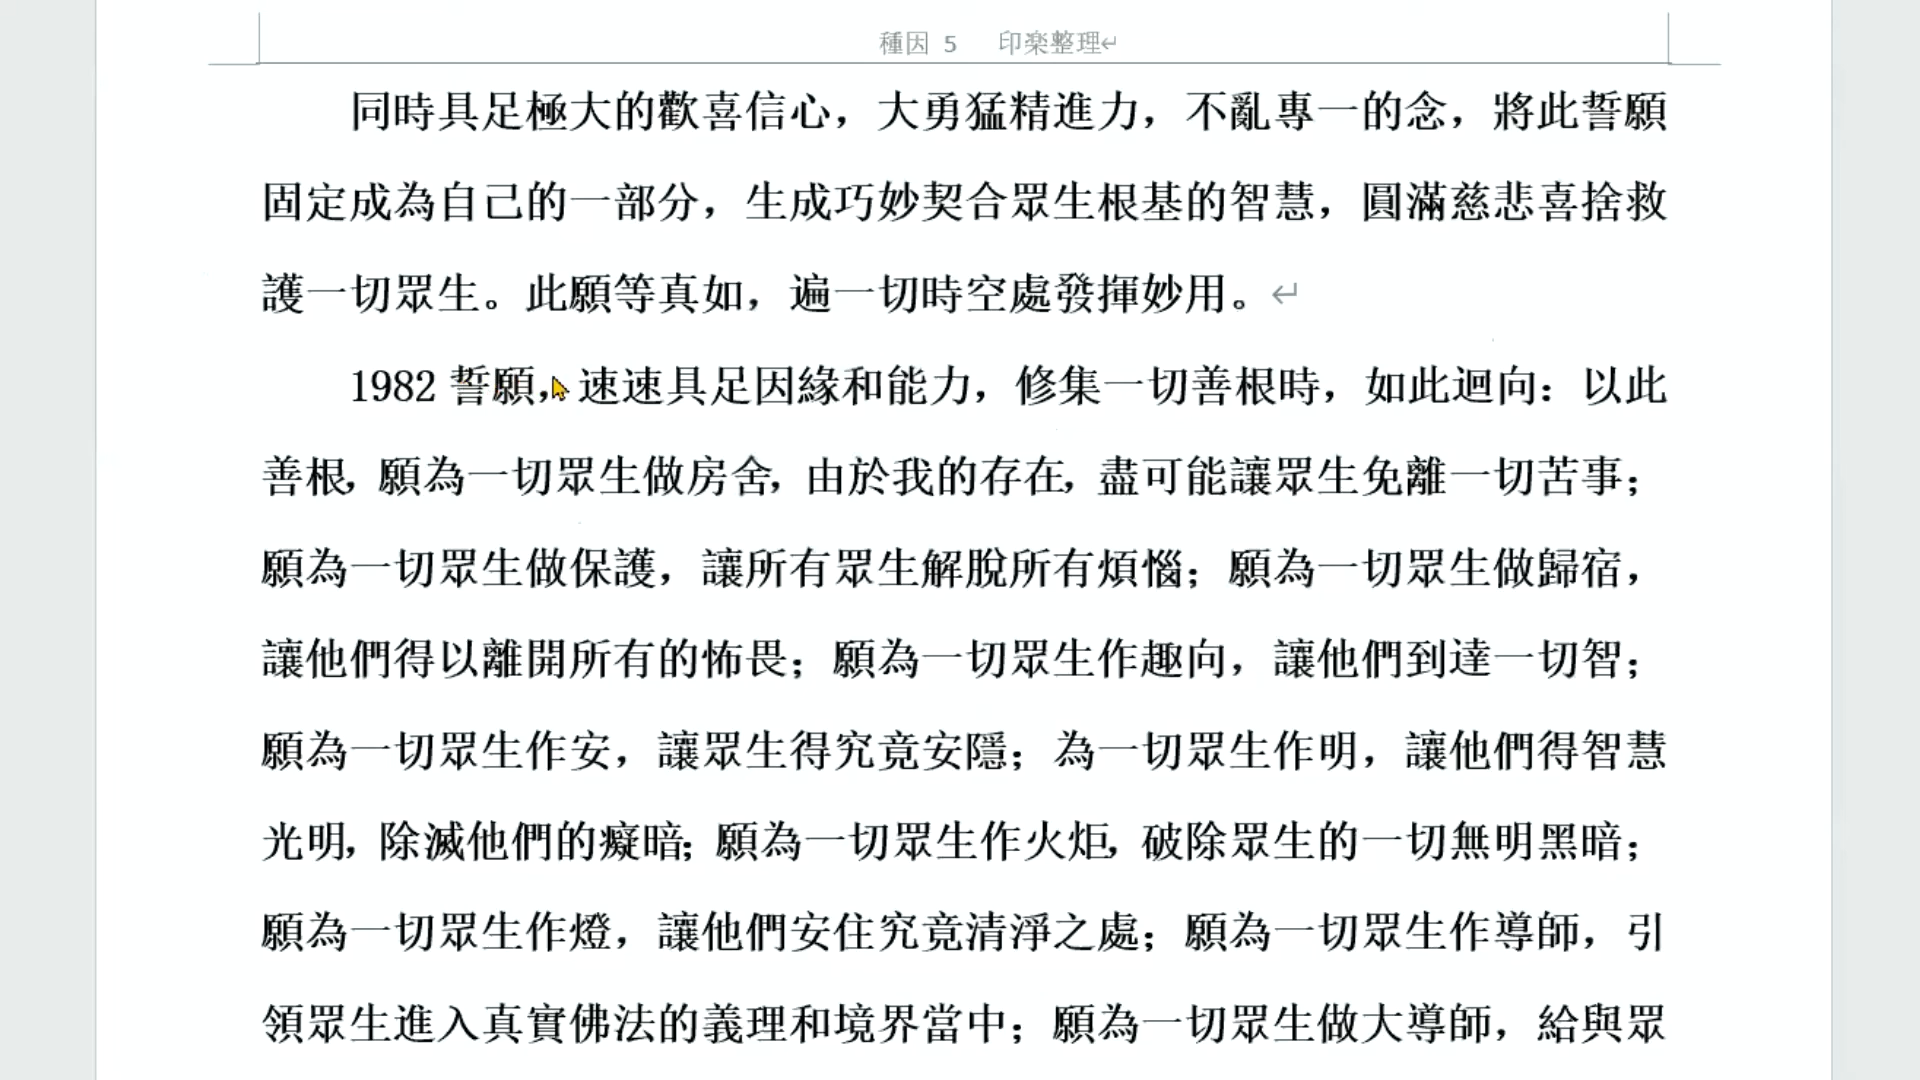 種因 5 印楽整理↵
同時具足極大的歡喜信心，大勇猛精進力，不亂專一的念，將此誓願
固定成為自己的一部分，生成巧妙契合眾生根基的智慧，圓滿慈悲喜捨救
護一切眾生。此願等真如，遍一切時空處發揮妙用。↵
1982 誓願，速速具足因緣和能力，修集一切善根時，如此迴向：以此
善根，願為一切眾生做房舍，由於我的存在，盡可能讓眾生免離一切苦事；
願為一切眾生做保護，讓所有眾生解脫所有煩惱；願為一切眾生做歸宿，
讓他們得以離開所有的怖畏；願為一切眾生作趣向，讓他們到達一切智；
願為一切眾生作安，讓眾生得究竟安隱；為一切眾生作明，讓他們得智慧
光明，除滅他們的癡暗；願為一切眾生作火炬，破除眾生的一切無明黑暗；
願為一切眾生作燈，讓他們安住究竟清淨之處；願為一切眾生作導師，引
領眾生進入真實佛法的義理和境界當中；願為一切眾生做大導師，給與眾